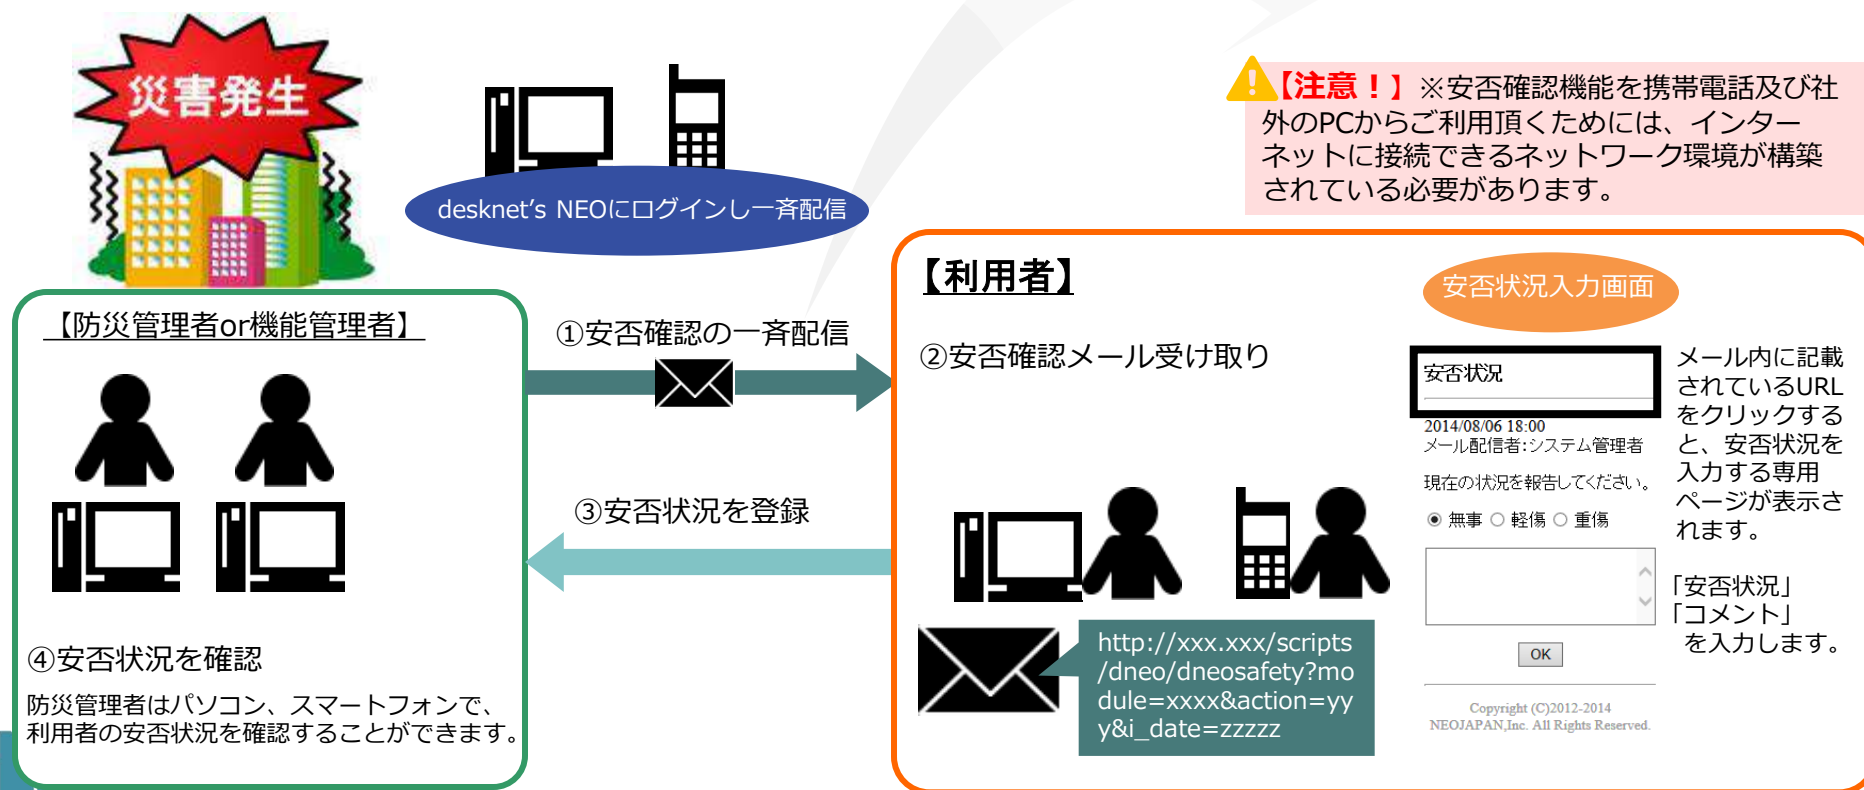 災害発生
desknet's NEOにログインし一斉配信
【注意！】※安否確認機能を携帯電話及び社
外のPCからご利用頂くためには、インター
ネットに接続できるネットワーク環境が構築
されている必要があります。
【防災管理者or機能管理者】
④安否状況を確認
防災管理者はパソコン、スマートフォンで、
利用者の安否状況を確認することができます。
①安否確認の一斉配信
③安否状況を登録
【利用者】
②安否確認メール受け取り
http://xxx.xxx/scripts
/dneo/dneosafety?mo
dule=xxxx&action=yy
y&i_date=zzzzz
安否状況入力画面
安否状況
2014/08/06 18:00
メール配信者:システム管理者
現在の状況を報告してください。
無事 軽傷 重傷
OK
Copyright (C)2012-2014
NEOJAPAN,Inc. All Rights Reserved.
メール内に記載
されているURL
をクリックする
と、安否状況を
入力する専用
ページが表示さ
れます。
「安否状況」
「コメント」
を入力します。